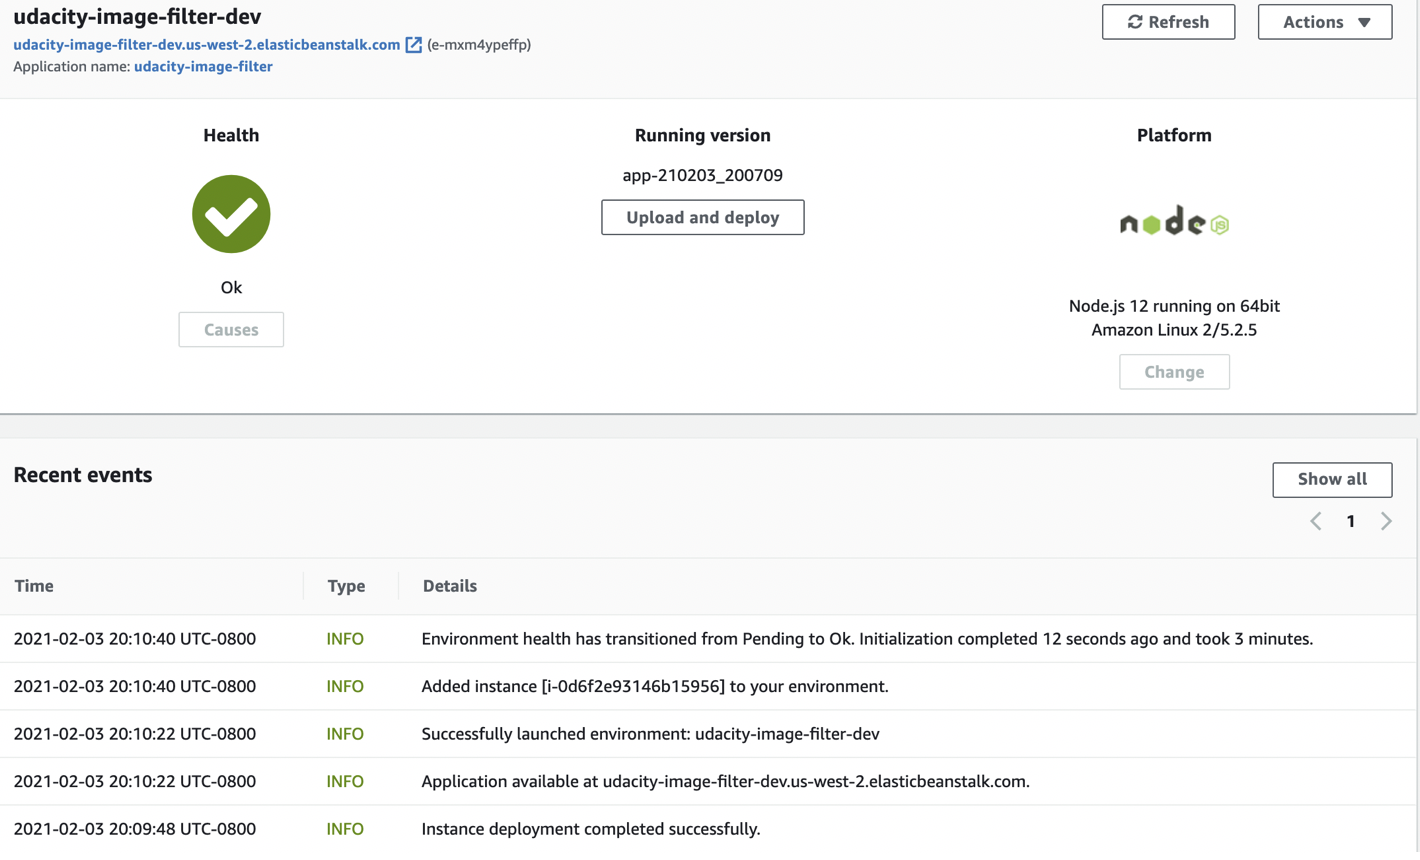 udacity-image-filter-dev
Refresh
Actions
udacity-image-filter-dev.us-west-2.elasticbeanstalk.com (e-mxm4ypeffp)
Application name: udacity-image-filter
Health
Running version
Platform
app-210203_200709
Upload and deploy
node JS
Ok
Causes
Node.js 12 running on 64bit
Amazon Linux 2/5.2.5
Change
Recent events
Show all
1
Time Type Details
2021-02-03 20:10:40 UTC-0800 INFO Environment health has transitioned from Pending to Ok. Initialization completed 12 seconds ago and took 3 minutes.
2021-02-03 20:10:40 UTC-0800 INFO Added instance [i-0d6f2e93146b15956] to your environment.
2021-02-03 20:10:22 UTC-0800 INFO Successfully launched environment: udacity-image-filter-dev
2021-02-03 20:10:22 UTC-0800 INFO Application available at udacity-image-filter-dev.us-west-2.elasticbeanstalk.com.
2021-02-03 20:09:48 UTC-0800 INFO Instance deployment completed successfully.